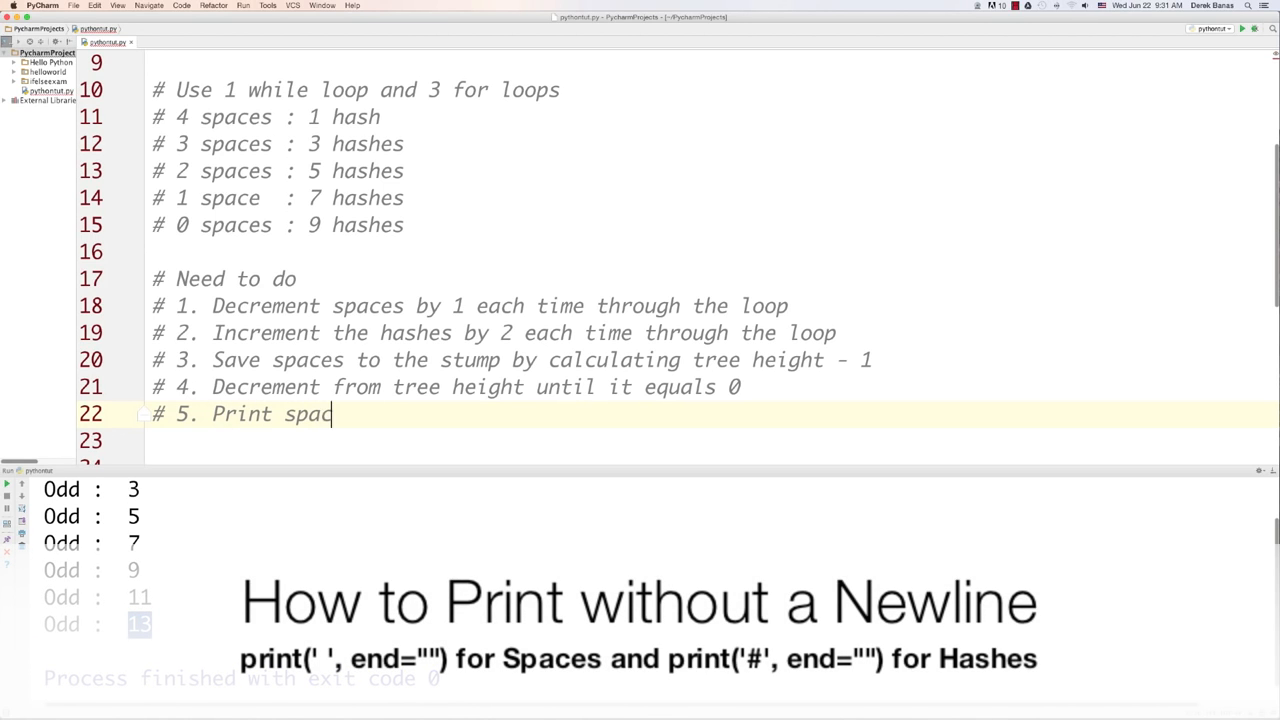 PyCharm File Edit View Navigate Code Refactor Run Tools VCS Window Help
10 Wed Jun 22 9:31 AM Derek Banas
pythontut.py - PycharmProjects - [~/PycharmProjects]
PycharmProjects pythontut.py
pythontut
pythontut.py ×
PycharmProject
Hello Python
helloworld
ifelseexam
pythontut.py
External Librarie
9
10 # Use 1 while loop and 3 for loops
11 # 4 spaces : 1 hash
12 # 3 spaces : 3 hashes
13 # 2 spaces : 5 hashes
14 # 1 space  : 7 hashes
15 # 0 spaces : 9 hashes
16
17 # Need to do
18 # 1. Decrement spaces by 1 each time through the loop
19 # 2. Increment the hashes by 2 each time through the loop
20 # 3. Save spaces to the stump by calculating tree height - 1
21 # 4. Decrement from tree height until it equals 0
22 # 5. Print spac
23
24
Run pythontut
Odd :  3
Odd :  5
Odd :  7
Odd :  9
Odd :  11
Odd :  13
How to Print without a Newline
print(' ', end="") for Spaces and print('#', end="") for Hashes
Process finished with exit code 0